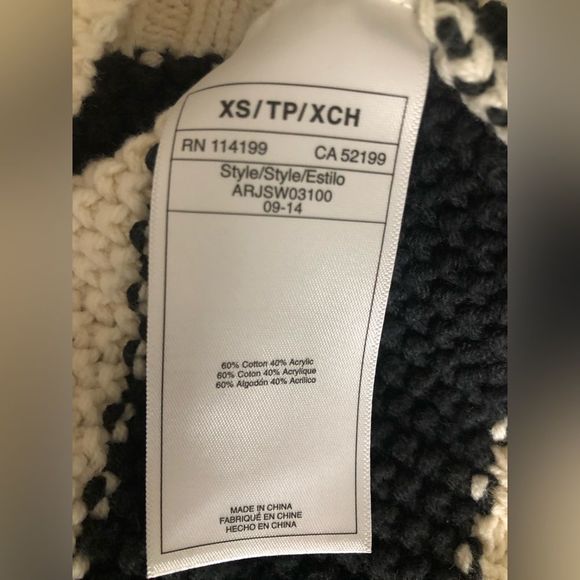 XS/TP/XCH
RN 114199 CA 52199
Style/Style/Estilo
ARJSW03100
09-14
60% Cotton 40% Acrylic
60% Coton 40% Acrylique
60% Algodón 40% Acrílico
MADE IN CHINA
FABRIQUÉ EN CHINE
HECHO EN CHINA